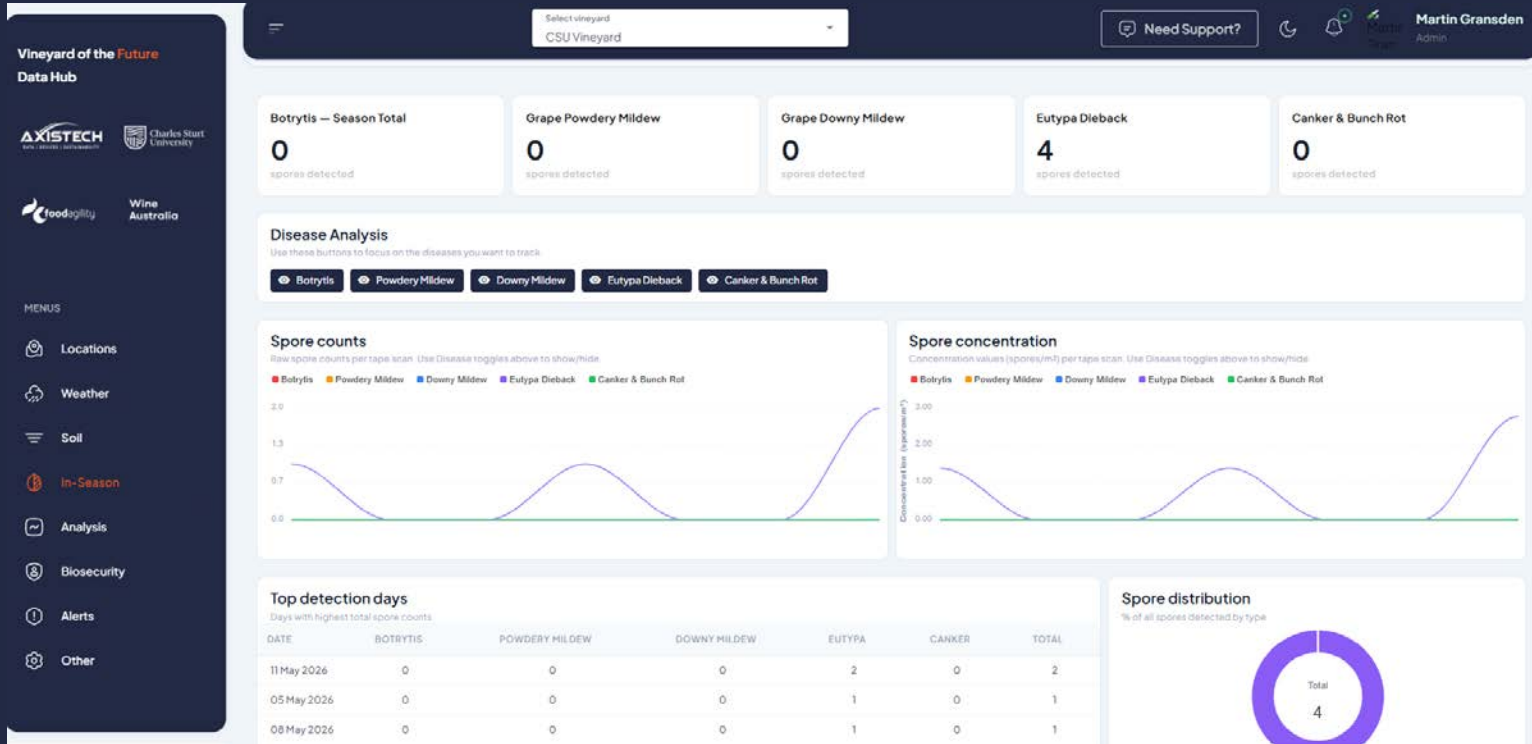 Select vineyard
CSU Vineyard
Need Support?
Martin Gransden
Admin
Vineyard of the Future
Data Hub
AXISTECH
DATA | DEVICES | SUSTAINABILITY
Charles Sturt
University
foodagility
Wine
Australia
MENUS
Locations
Weather
Soil
In-Season
Analysis
Biosecurity
Alerts
Other
Botrytis — Season Total
0
spores detected
Grape Powdery Mildew
0
spores detected
Grape Downy Mildew
0
spores detected
Eutypa Dieback
4
spores detected
Canker & Bunch Rot
0
spores detected
Disease Analysis
Use these buttons to focus on the diseases you want to track
Botrytis Powdery Mildew Downy Mildew Eutypa Dieback Canker & Bunch Rot
Spore counts
Raw spore counts per tape scan. Use Disease toggles above to show/hide
Botrytis Powdery Mildew Downy Mildew Eutypa Dieback Canker & Bunch Rot
2.0
1.3
0.7
0.0
Spore concentration
Concentration values (spores/m³) per tape scan. Use Disease toggles above to show/hide
Botrytis Powdery Mildew Downy Mildew Eutypa Dieback Canker & Bunch Rot
Concentration (spores/m³)
3.00
2.00
1.00
0.00
Top detection days
Days with highest total spore counts
DATE BOTRYTIS POWDERY MILDEW DOWNY MILDEW EUTYPA CANKER TOTAL
11 May 2026 0 0 0 2 0 2
05 May 2026 0 0 0 1 0 1
08 May 2026 0 0 0 1 0 1
Spore distribution
% of all spores detected by type
Total
4